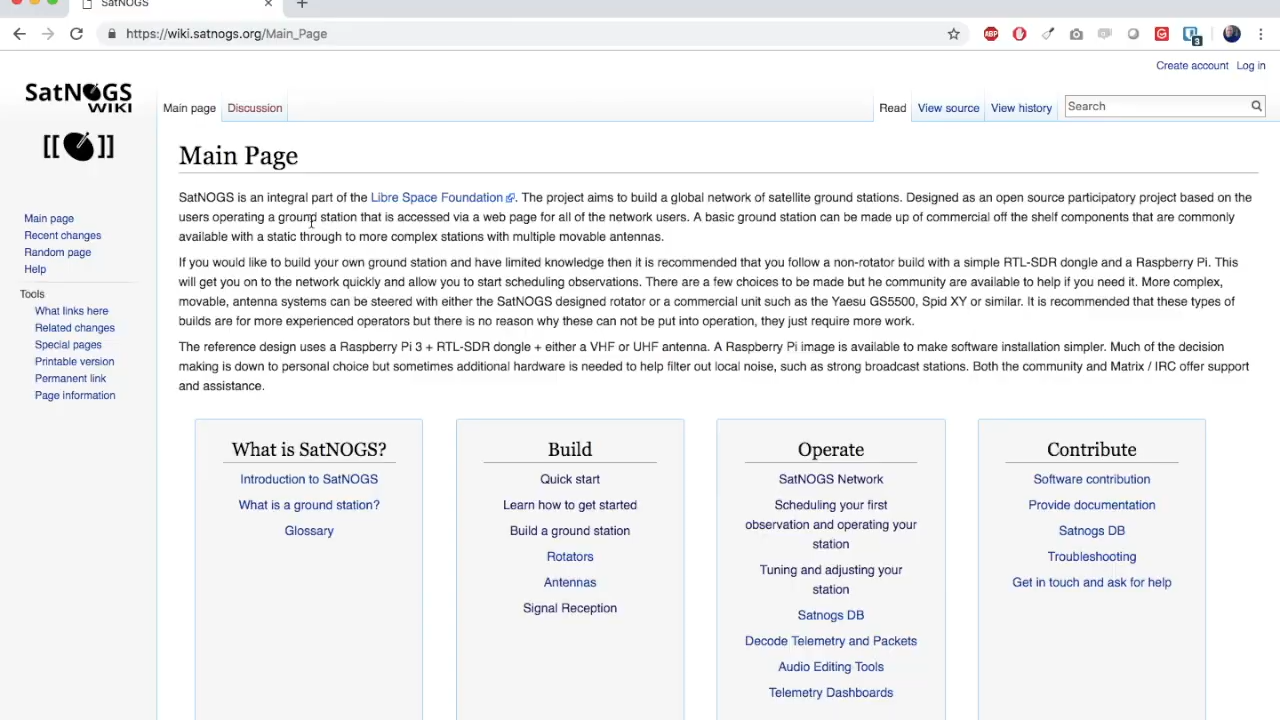 SatNOGS
https://wiki.satnogs.org/Main_Page
ABP
3
Create account Log in
SatNOGS
WIKI
Main page Discussion Read View source View history Search
Main Page
SatNOGS is an integral part of the Libre Space Foundation. The project aims to build a global network of satellite ground stations. Designed as an open source participatory project based on the
users operating a ground station that is accessed via a web page for all of the network users. A basic ground station can be made up of commercial off the shelf components that are commonly
available with a static through to more complex stations with multiple movable antennas.
If you would like to build your own ground station and have limited knowledge then it is recommended that you follow a non-rotator build with a simple RTL-SDR dongle and a Raspberry Pi. This
will get you on to the network quickly and allow you to start scheduling observations. There are a few choices to be made but he community are available to help if you need it. More complex,
movable, antenna systems can be steered with either the SatNOGS designed rotator or a commercial unit such as the Yaesu GS5500, Spid XY or similar. It is recommended that these types of
builds are for more experienced operators but there is no reason why these can not be put into operation, they just require more work.
The reference design uses a Raspberry Pi 3 + RTL-SDR dongle + either a VHF or UHF antenna. A Raspberry Pi image is available to make software installation simpler. Much of the decision
making is down to personal choice but sometimes additional hardware is needed to help filter out local noise, such as strong broadcast stations. Both the community and Matrix / IRC offer support
and assistance.
Main page
Recent changes
Random page
Help
Tools
What links here
Related changes
Special pages
Printable version
Permanent link
Page information
What is SatNOGS?
Introduction to SatNOGS
What is a ground station?
Glossary
Build
Quick start
Learn how to get started
Build a ground station
Rotators
Antennas
Signal Reception
Operate
SatNOGS Network
Scheduling your first
observation and operating your
station
Tuning and adjusting your
station
Satnogs DB
Decode Telemetry and Packets
Audio Editing Tools
Telemetry Dashboards
Contribute
Software contribution
Provide documentation
Satnogs DB
Troubleshooting
Get in touch and ask for help